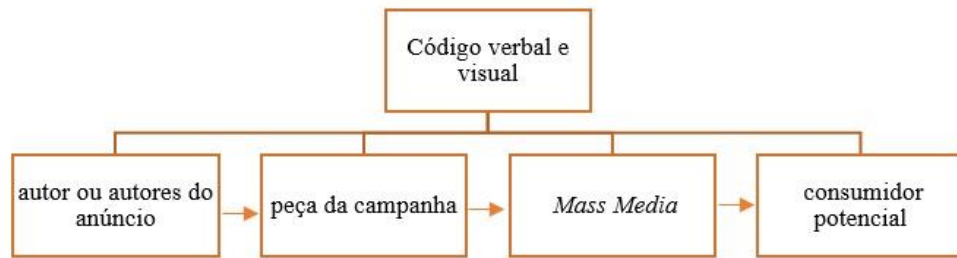 Código verbal e
visual
autor ou autores do
anúncio
peça da campanha
Mass Media
consumidor
potencial